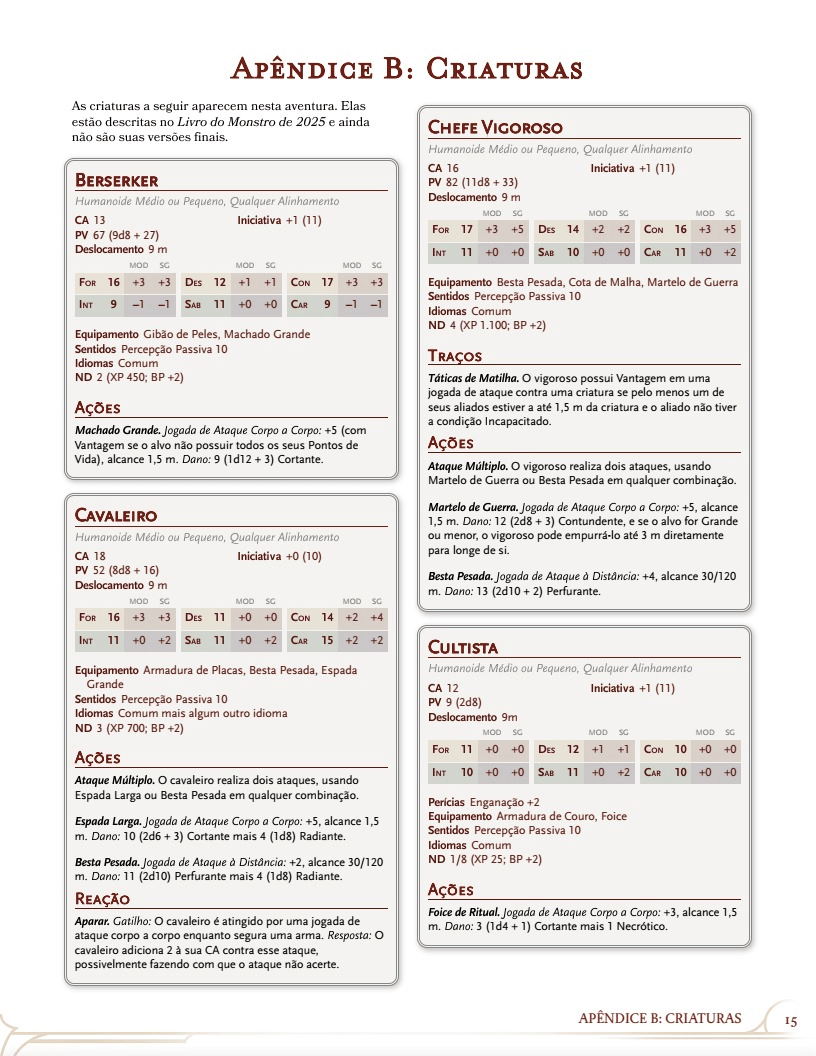 Apêndice B: Criaturas
As criaturas a seguir aparecem nesta aventura. Elas
estão descritas no Livro do Monstro de 2025 e ainda
não são suas versões finais.
Berserker
Humanoide Médio ou Pequeno, Qualquer Alinhamento
CA 13 Iniciativa +1 (11)
PV 67 (9d8 + 27)
Deslocamento 9 m
MOD SG MOD SG MOD SG
For 16 +3 +3 Des 12 +1 +1 Con 17 +3 +3
Int 9 –1 –1 Sab 11 +0 +0 Car 9 –1 –1
Equipamento Gibão de Peles, Machado Grande
Sentidos Percepção Passiva 10
Idiomas Comum
ND 2 (XP 450; BP +2)
Ações
Machado Grande. Jogada de Ataque Corpo a Corpo: +5 (com
Vantagem se o alvo não possuir todos os seus Pontos de
Vida), alcance 1,5 m. Dano: 9 (1d12 + 3) Cortante.
Cavaleiro
Humanoide Médio ou Pequeno, Qualquer Alinhamento
CA 18 Iniciativa +0 (10)
PV 52 (8d8 + 16)
Deslocamento 9 m
MOD SG MOD SG MOD SG
For 16 +3 +3 Des 11 +0 +0 Con 14 +2 +4
Int 11 +0 +2 Sab 11 +0 +2 Car 15 +2 +2
Equipamento Armadura de Placas, Besta Pesada, Espada
Grande
Sentidos Percepção Passiva 10
Idiomas Comum mais algum outro idioma
ND 3 (XP 700; BP +2)
Ações
Ataque Múltiplo. O cavaleiro realiza dois ataques, usando
Espada Larga ou Besta Pesada em qualquer combinação.
Espada Larga. Jogada de Ataque Corpo a Corpo: +5, alcance 1,5
m. Dano: 10 (2d6 + 3) Cortante mais 4 (1d8) Radiante.
Besta Pesada. Jogada de Ataque à Distância: +2, alcance 30/120
m. Dano: 11 (2d10) Perfurante mais 4 (1d8) Radiante.
Reação
Aparar. Gatilho: O cavaleiro é atingido por uma jogada de
ataque corpo a corpo enquanto segura uma arma. Resposta: O
cavaleiro adiciona 2 à sua CA contra esse ataque,
possivelmente fazendo com que o ataque não acerte.
Chefe Vigoroso
Humanoide Médio ou Pequeno, Qualquer Alinhamento
CA 16 Iniciativa +1 (11)
PV 82 (11d8 + 33)
Deslocamento 9 m
MOD SG MOD SG MOD SG
For 17 +3 +5 Des 14 +2 +2 Con 16 +3 +5
Int 11 +0 +0 Sab 10 +0 +0 Car 11 +0 +2
Equipamento Besta Pesada, Cota de Malha, Martelo de Guerra
Sentidos Percepção Passiva 10
Idiomas Comum
ND 4 (XP 1.100; BP +2)
Traços
Táticas de Matilha. O vigoroso possui Vantagem em uma
jogada de ataque contra uma criatura se pelo menos um de
seus aliados estiver a até 1,5 m da criatura e o aliado não tiver
a condição Incapacitado.
Ações
Ataque Múltiplo. O vigoroso realiza dois ataques, usando
Martelo de Guerra ou Besta Pesada em qualquer combinação.
Martelo de Guerra. Jogada de Ataque Corpo a Corpo: +5, alcance
1,5 m. Dano: 12 (2d8 + 3) Contundente, e se o alvo for Grande
ou menor, o vigoroso pode empurrá-lo até 3 m diretamente
para longe de si.
Besta Pesada. Jogada de Ataque à Distância: +4, alcance 30/120
m. Dano: 13 (2d10 + 2) Perfurante.
Cultista
Humanoide Médio ou Pequeno, Qualquer Alinhamento
CA 12 Iniciativa +1 (11)
PV 9 (2d8)
Deslocamento 9m
MOD SG MOD SG MOD SG
For 11 +0 +0 Des 12 +1 +1 Con 10 +0 +0
Int 10 +0 +0 Sab 11 +0 +2 Car 10 +0 +0
Perícias Enganação +2
Equipamento Armadura de Couro, Foice
Sentidos Percepção Passiva 10
Idiomas Comum
ND 1/8 (XP 25; BP +2)
Ações
Foice de Ritual. Jogada de Ataque Corpo a Corpo: +3, alcance 1,5
m. Dano: 3 (1d4 + 1) Cortante mais 1 Necrótico.
APÊNDICE B: CRIATURAS 15